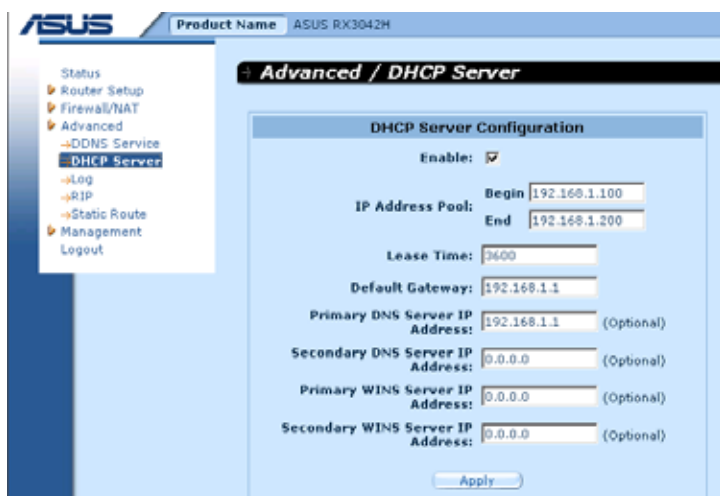 ASUS
Product Name ASUS RX3042H
Status
Router Setup
Firewall/NAT
Advanced
DDNS Service
DHCP Server
Log
RIP
Static Route
Management
Logout
Advanced / DHCP Server
DHCP Server Configuration
Enable:
IP Address Pool:
Begin 192.168.1.100
End 192.168.1.200
Lease Time: 3600
Default Gateway: 192.168.1.1
Primary DNS Server IP
Address: 192.168.1.1 (Optional)
Secondary DNS Server IP
Address: 0.0.0.0 (Optional)
Primary WINS Server IP
Address: 0.0.0.0 (Optional)
Secondary WINS Server IP
Address: 0.0.0.0 (Optional)
Apply